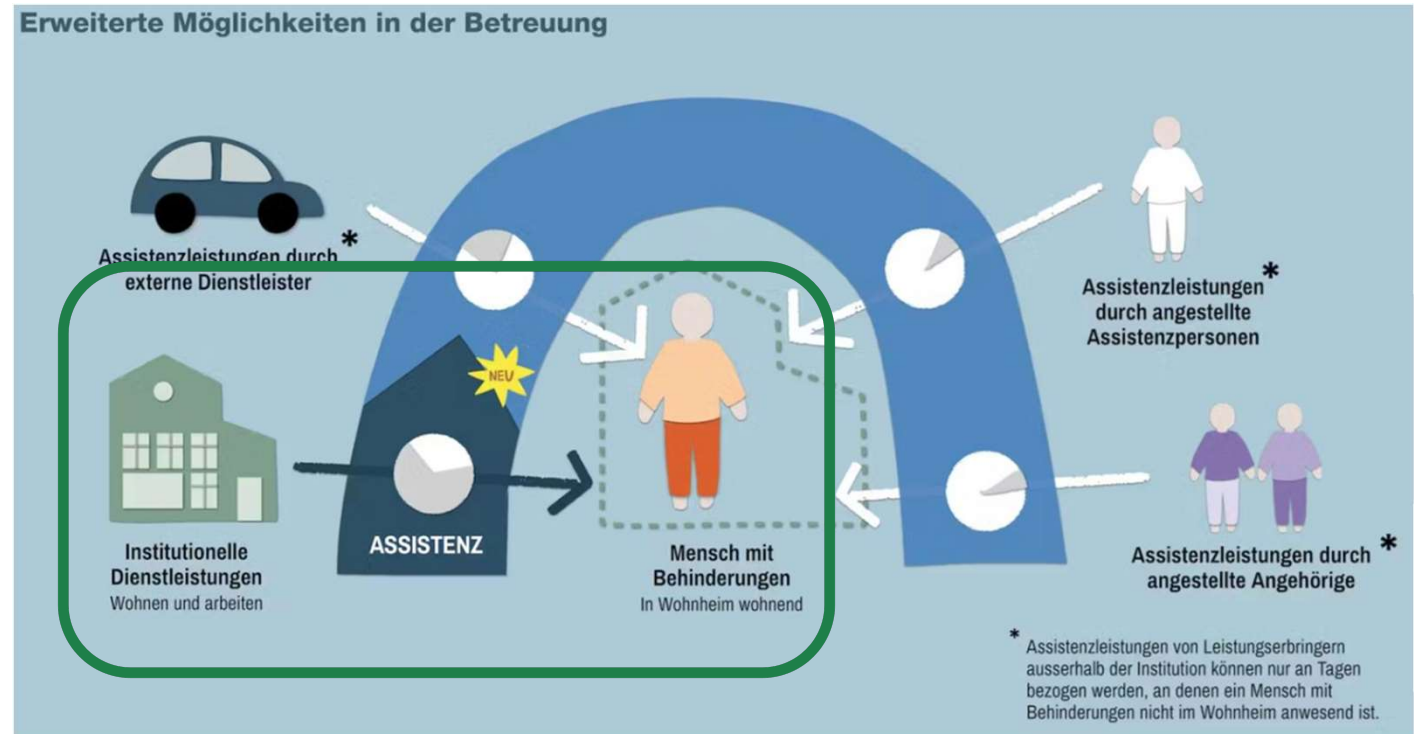 Erweiterte Möglichkeiten in der Betreuung
Assistenzleistungen durch *
externe Dienstleister
Assistenzleistungen *
durch angestellte
Assistenzpersonen
NEU
ASSISTENZ
Institutionelle
Dienstleistungen
Wohnen und arbeiten
Mensch mit
Behinderungen
In Wohnheim wohnend
Assistenzleistungen durch *
angestellte Angehörige
* Assistenzleistungen von Leistungserbringern
ausserhalb der Institution können nur an Tagen
bezogen werden, an denen ein Mensch mit
Behinderungen nicht im Wohnheim anwesend ist.